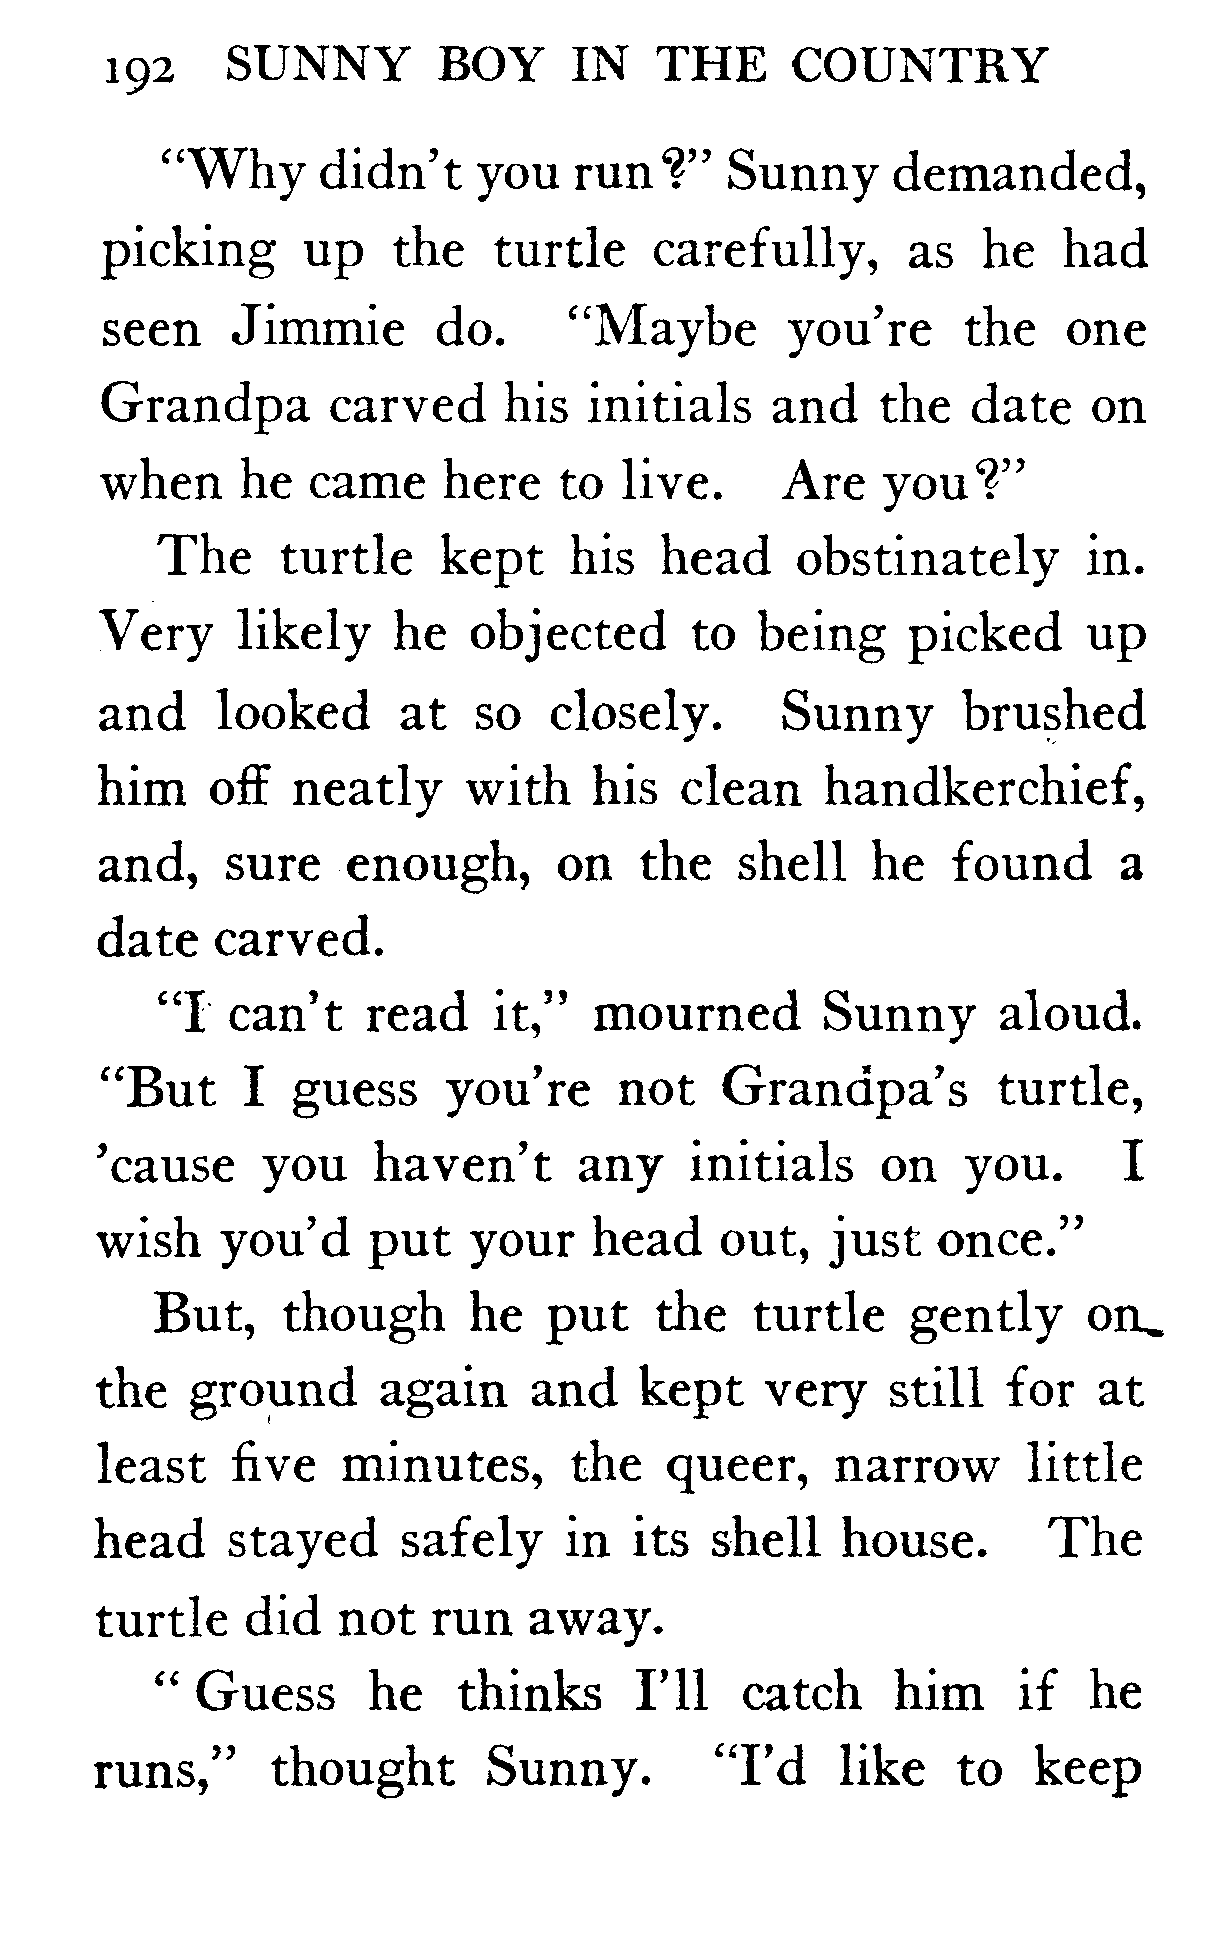 192 SUNNY BOY IN THE COUNTRY
“Why didn’t you run?” Sunny demanded,
picking up the turtle carefully, as he had
seen Jimmie do. “Maybe you’re the one
Grandpa carved his initials and the date on
when he came here to live. Are you?”
The turtle kept his head obstinately in.
Very likely he objected to being picked up
and looked at so closely. Sunny brushed
him off neatly with his clean handkerchief,
and, sure enough, on the shell he found a
date carved.
“I can’t read it,” mourned Sunny aloud.
“But I guess you’re not Grandpa’s turtle,
’cause you haven’t any initials on you. I
wish you’d put your head out, just once.”
But, though he put the turtle gently on
the ground again and kept very still for at
least five minutes, the queer, narrow little
head stayed safely in its shell house. The
turtle did not run away.
“Guess he thinks I’ll catch him if he
runs,” thought Sunny. “I’d like to keep